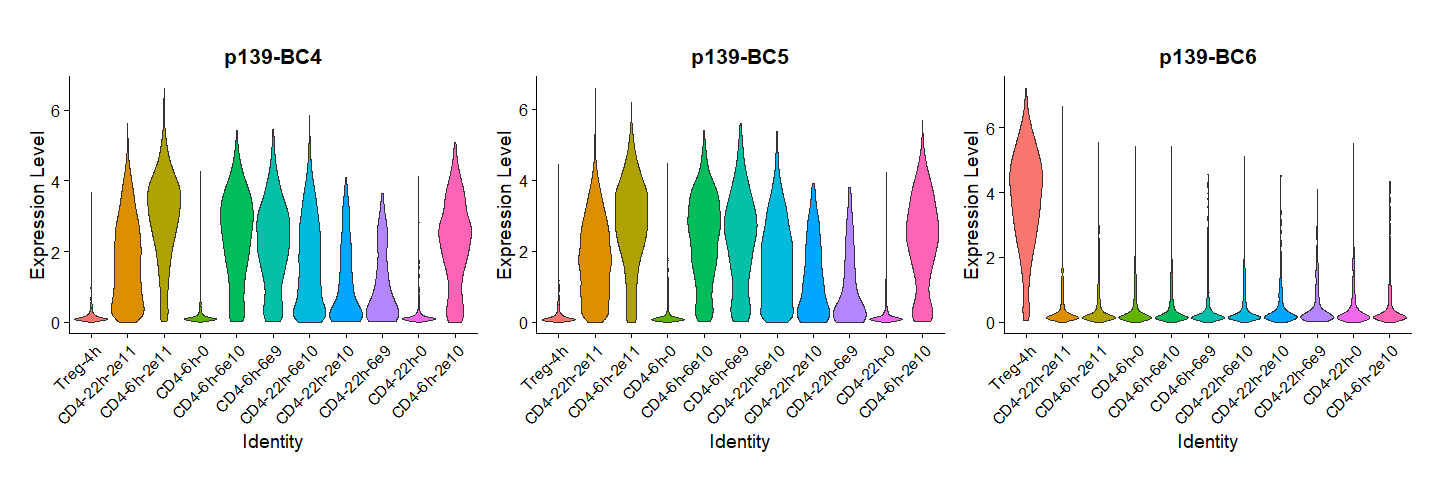 p139-BC4
Expression Level
6
4
2
0
Treg-4h
CD4-22h-2e11
CD4-6h-2e11
CD4-6h-0
CD4-6h-6e10
CD4-6h-6e9
CD4-22h-6e10
CD4-22h-2e10
CD4-22h-6e9
CD4-22h-0
CD4-6h-2e10
Identity
p139-BC5
Expression Level
6
4
2
0
Treg-4h
CD4-22h-2e11
CD4-6h-2e11
CD4-6h-0
CD4-6h-6e10
CD4-6h-6e9
CD4-22h-6e10
CD4-22h-2e10
CD4-22h-6e9
CD4-22h-0
CD4-6h-2e10
Identity
p139-BC6
Expression Level
6
4
2
0
Treg-4h
CD4-22h-2e11
CD4-6h-2e11
CD4-6h-0
CD4-6h-6e10
CD4-6h-6e9
CD4-22h-6e10
CD4-22h-2e10
CD4-22h-6e9
CD4-22h-0
CD4-6h-2e10
Identity